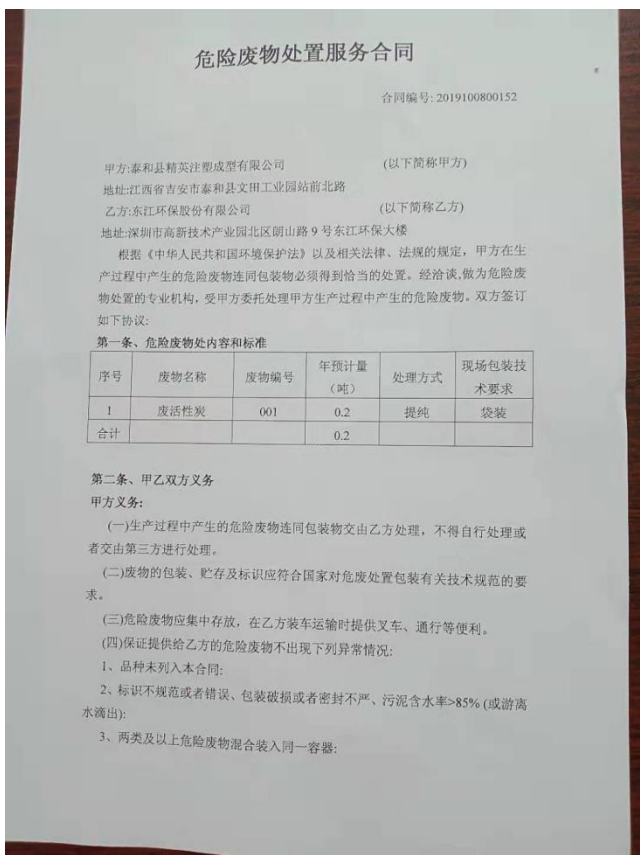 危险废物处置服务合同
合同编号: 2019100800152
甲方:泰和县精英注塑成型有限公司 (以下简称甲方)
地址:江西省吉安市泰和县文田工业园站前北路
乙方:东江环保股份有限公司 (以下简称乙方)
地址:深圳市高新技术产业园北区朗山路 9 号东江环保大楼
根据《中华人民共和国环境保护法》以及相关法律、法规的规定，甲方在生
产过程中产生的危险废物连同包装物必须得到恰当的处置。经洽谈,做为危险废
物处置的专业机构，受甲方委托处理甲方生产过程中产生的危险废物。双方签订
如下协议:
第一条、危险废物处内容和标准
序号 废物名称 废物编号 年预计量（吨） 处理方式 现场包装技术要求
1 废活性炭 001 0.2 提纯 袋装
合计 0.2
第二条、甲乙双方义务
甲方义务:
(一)生产过程中产生的危险废物连同包装物交由乙方处理，不得自行处理或
者交由第三方进行处理。
(二)废物的包装、贮存及标识应符合国家对危废处置包装有关技术规范的要
求。
(三)危险废物应集中存放，在乙方装车运输时提供叉车、通行等便利。
(四)保证提供给乙方的危险废物不出现下列异常情况:
1、品种未列入本合同:
2、标识不规范或者错误、包装破损或者密封不严、污泥含水率>85% (或游离
水滴出):
3、两类及以上危险废物混合装入同一容器: